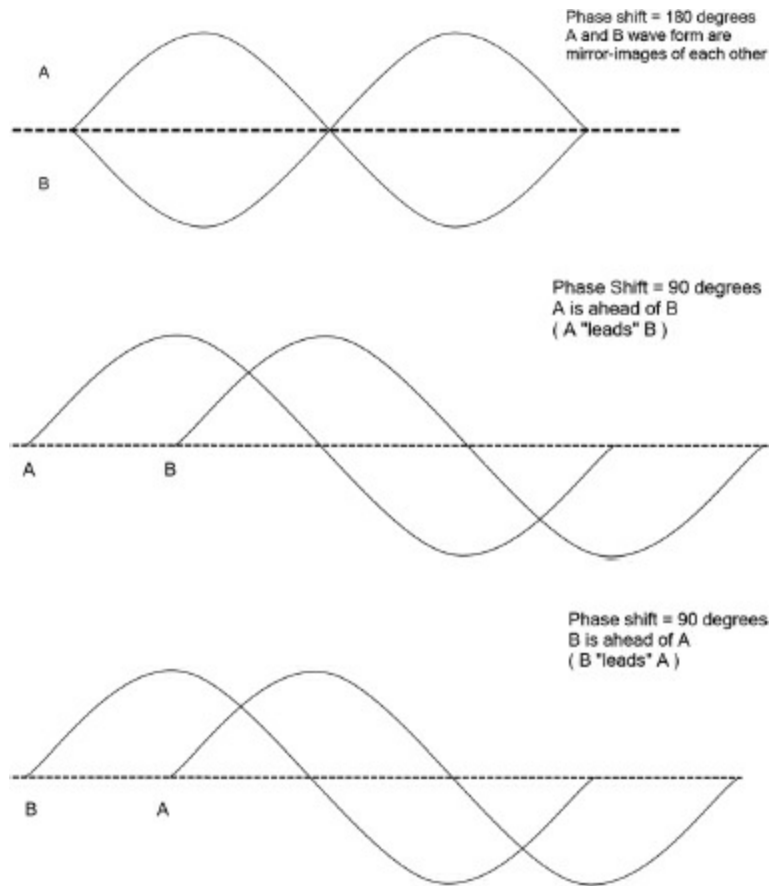 Phase shift = 180 degrees
A and B wave form are
mirror-images of each other
A
B
Phase Shift = 90 degrees
A is ahead of B
( A "leads" B )
A B
Phase shift = 90 degrees
B is ahead of A
( B "leads" A )
B A